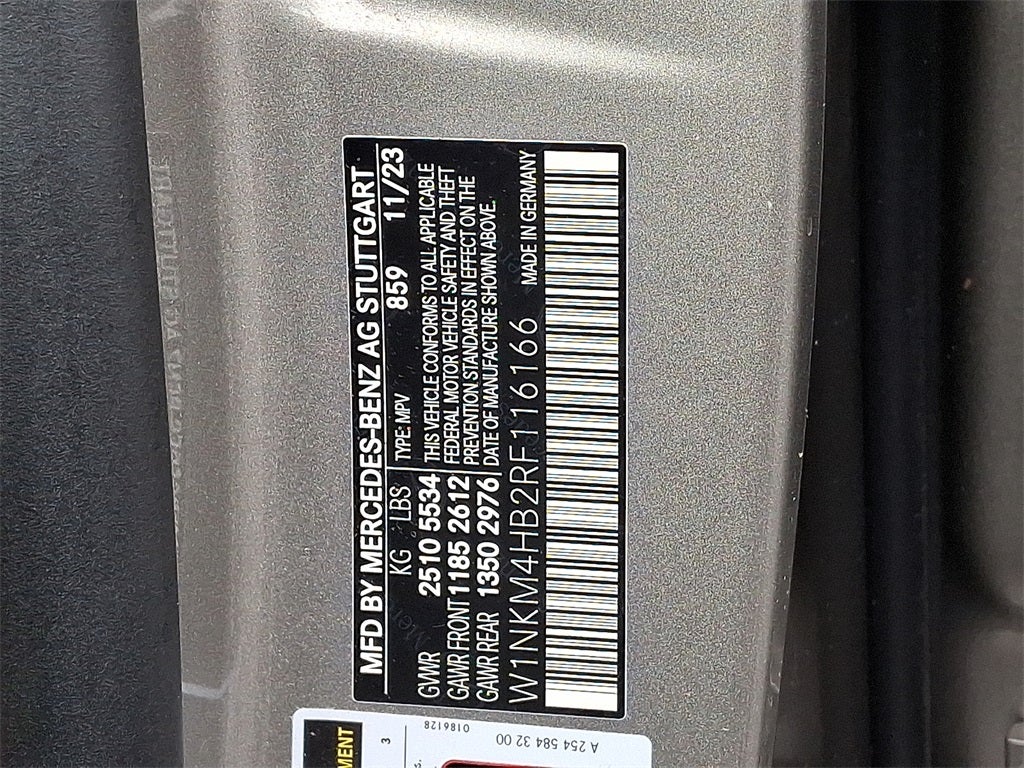 MFD BY MERCEDES-BENZ AG STUTTGART
KG LBS TYPE: MPV 859 11/23
GVWR 2510 5534 THIS VEHICLE CONFORMS TO ALL APPLICABLE
GAWR FRONT 1185 2612 FEDERAL MOTOR VEHICLE SAFETY AND THEFT
GAWR REAR 1350 2976 PREVENTION STANDARDS IN EFFECT ON THE
DATE OF MANUFACTURE SHOWN ABOVE.
W1NKM4HB2RF116166 MADE IN GERMANY
3
0186128
A 254 584 32 00